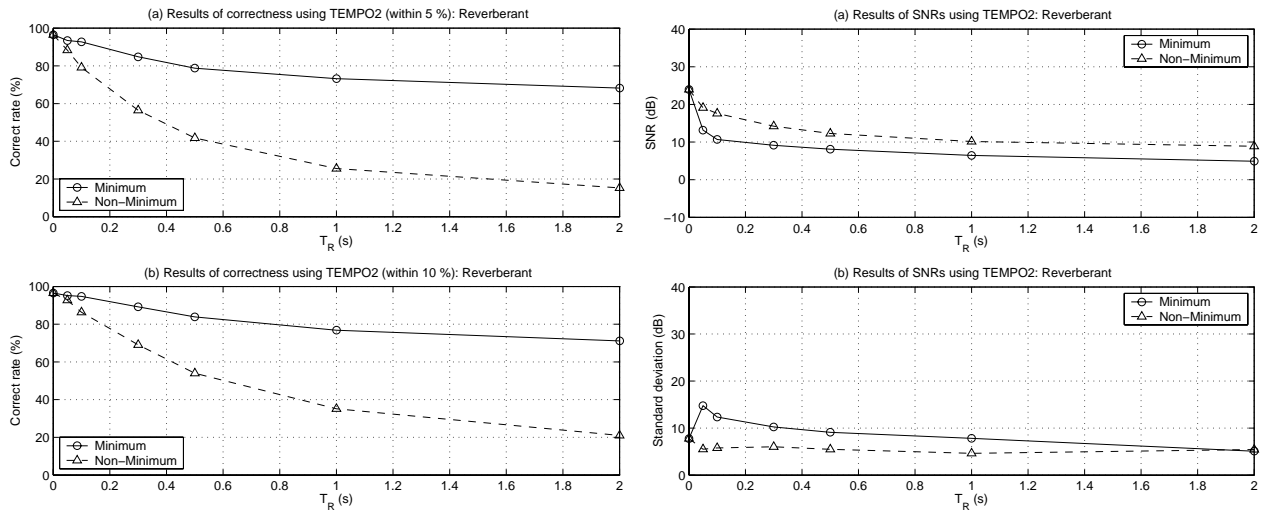 (a) Results of correctness using TEMPO2 (within 5 %): Reverberant
100
80
60
40
20
0
Correct rate (%)
Minimum
Non−Minimum
0 0.2 0.4 0.6 0.8 1 1.2 1.4 1.6 1.8 2
T_R (s)
(b) Results of correctness using TEMPO2 (within 10 %): Reverberant
100
80
60
40
20
0
Correct rate (%)
Minimum
Non−Minimum
0 0.2 0.4 0.6 0.8 1 1.2 1.4 1.6 1.8 2
T_R (s)
(a) Results of SNRs using TEMPO2: Reverberant
40
30
20
10
0
−10
SNR (dB)
Minimum
Non−Minimum
0 0.2 0.4 0.6 0.8 1 1.2 1.4 1.6 1.8 2
T_R (s)
(b) Results of SNRs using TEMPO2: Reverberant
40
30
20
10
0
Standard deviation (dB)
Minimum
Non−Minimum
0 0.2 0.4 0.6 0.8 1 1.2 1.4 1.6 1.8 2
T_R (s)